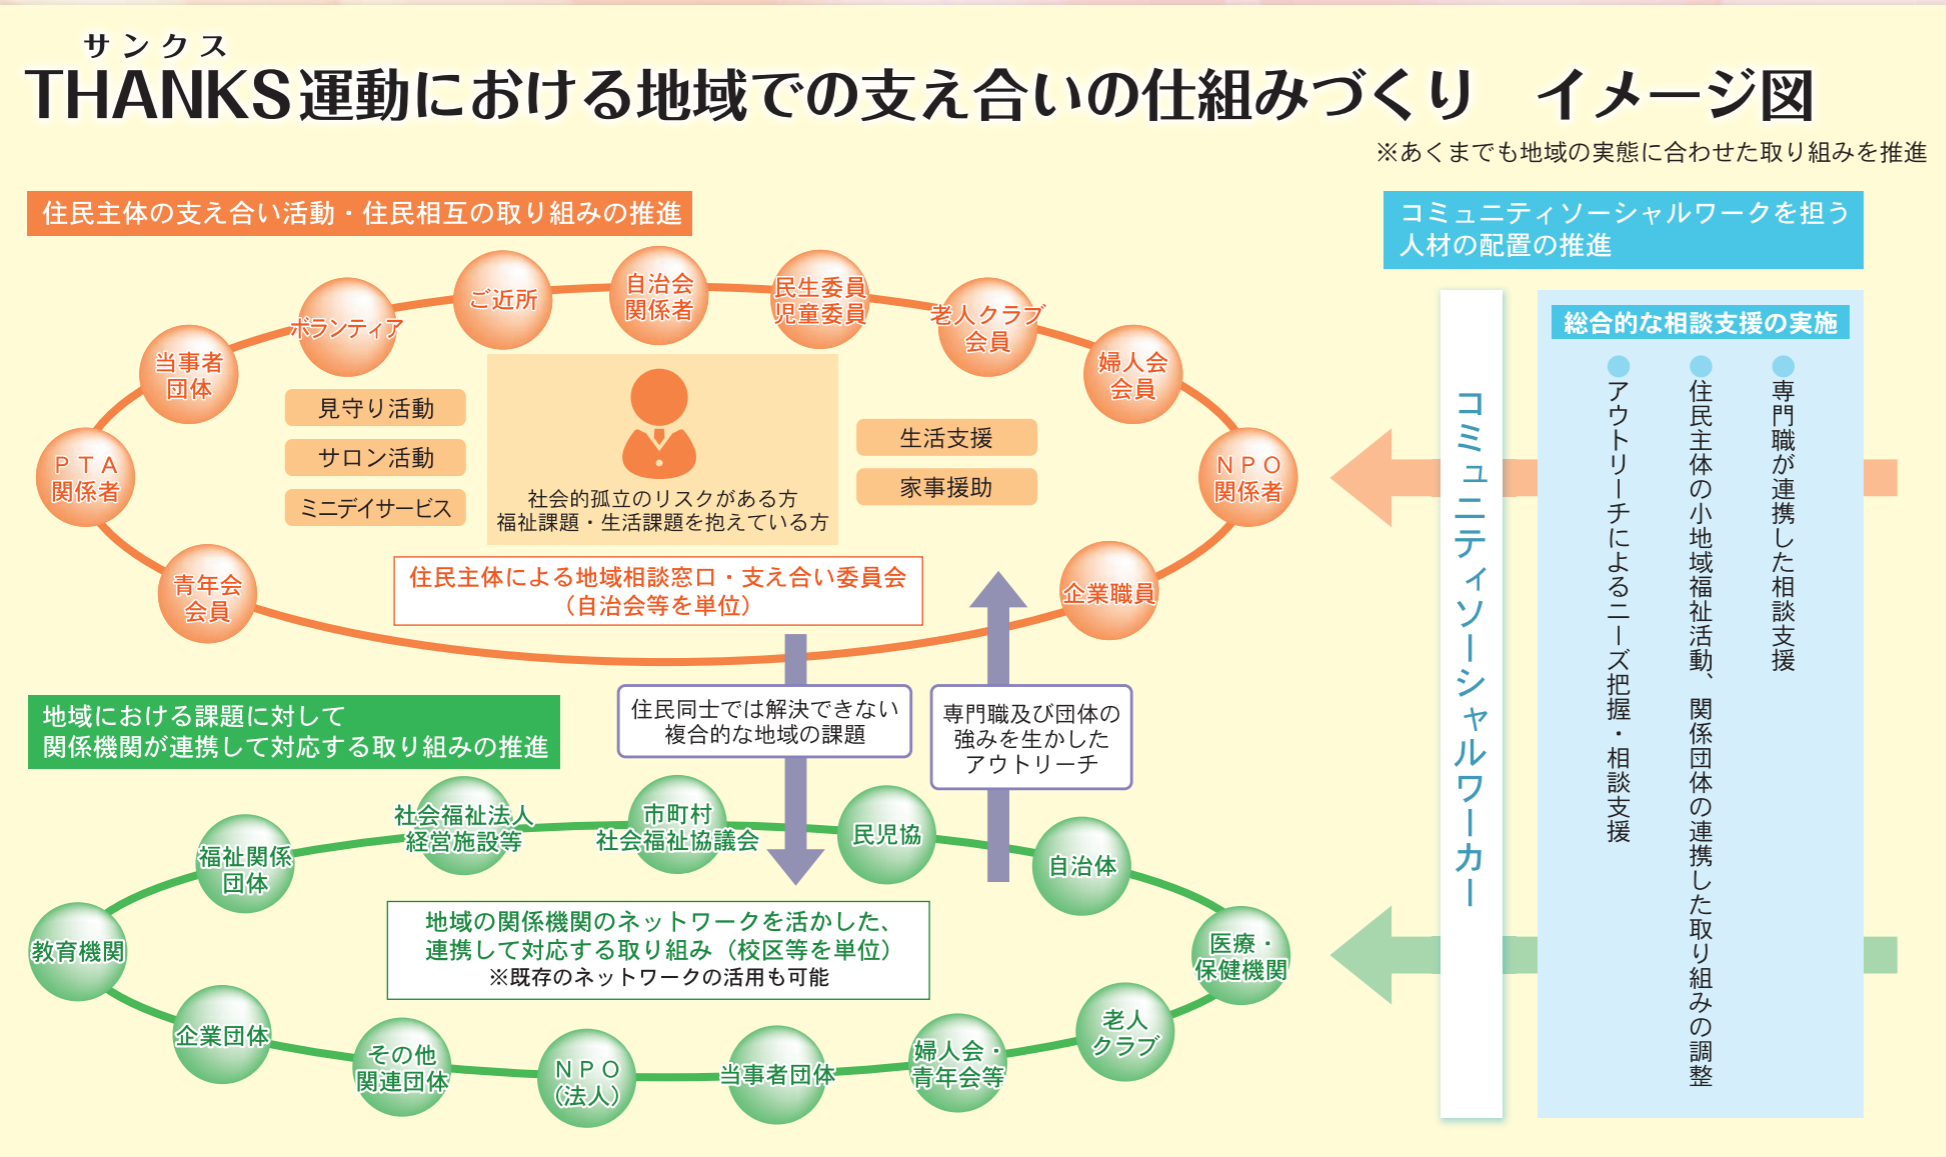 サンクス
THANKS運動における地域での支え合いの仕組みづくり　イメージ図
※あくまでも地域の実態に合わせた取り組みを推進
住民主体の支え合い活動・住民相互の取り組みの推進
ご近所
自治会
関係者
民生委員
児童委員
老人クラブ
会員
ボランティア
当事者
団体
婦人会
会員
PTA
関係者
NPO
関係者
青年会
会員
企業職員
見守り活動
サロン活動
ミニデイサービス
社会的孤立のリスクがある方
福祉課題・生活課題を抱えている方
生活支援
家事援助
住民主体による地域相談窓口・支え合い委員会
（自治会等を単位）
住民同士では解決できない
複合的な地域の課題
専門職及び団体の
強みを生かした
アウトリーチ
地域における課題に対して
関係機関が連携して対応する取り組みの推進
社会福祉法人
経営施設等
市町村
社会福祉協議会
民児協
福祉関係
団体
自治体
教育機関
医療・
保健機関
地域の関係機関のネットワークを活かした、
連携して対応する取り組み（校区等を単位）
※既存のネットワークの活用も可能
企業団体
その他
関連団体
NPO
（法人）
当事者団体
婦人会・
青年会等
老人
クラブ
コミュニティソーシャルワークを担う
人材の配置の推進
コミュニティソーシャルワーカー
総合的な相談支援の実施
●専門職が連携した相談支援
●住民主体の小地域福祉活動、関係団体の連携した取り組みの調整
●アウトリーチによるニーズ把握・相談支援